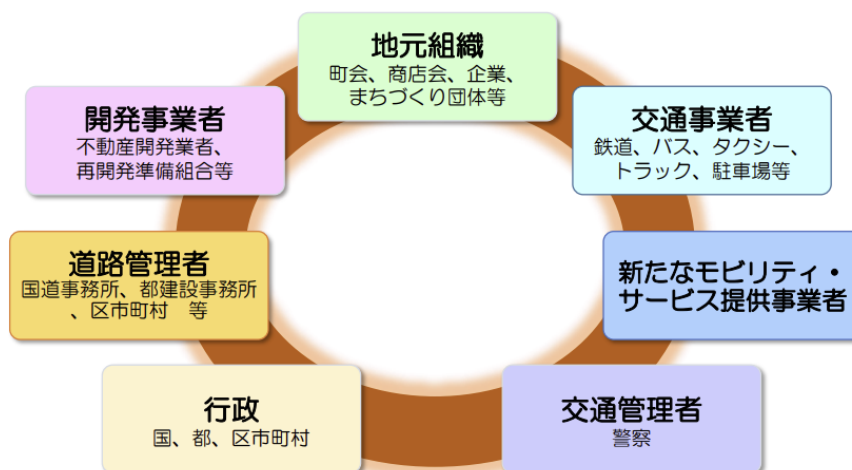 地元組織
町会、商店会、企業、
まちづくり団体等
開発事業者
不動産開発業者、
再開発準備組合等
交通事業者
鉄道、バス、タクシー、
トラック、駐車場等
道路管理者
国道事務所、都建設事務所
、区市町村　等
新たなモビリティ・
サービス提供事業者
行政
国、都、区市町村
交通管理者
警察